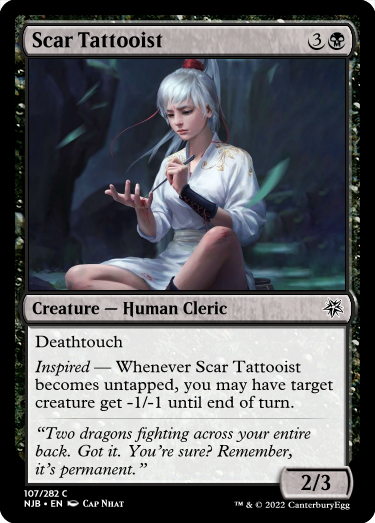 Scar Tattooist 3
Creature — Human Cleric
Deathtouch
Inspired — Whenever Scar Tattooist
becomes untapped, you may have target
creature get -1/-1 until end of turn.
“Two dragons fighting across your entire
back. Got it. You’re sure? Remember,
it’s permanent.”
2/3
107/282 C
NJB • EN Cap Nhat
™ & © 2022 CanterburyEgg